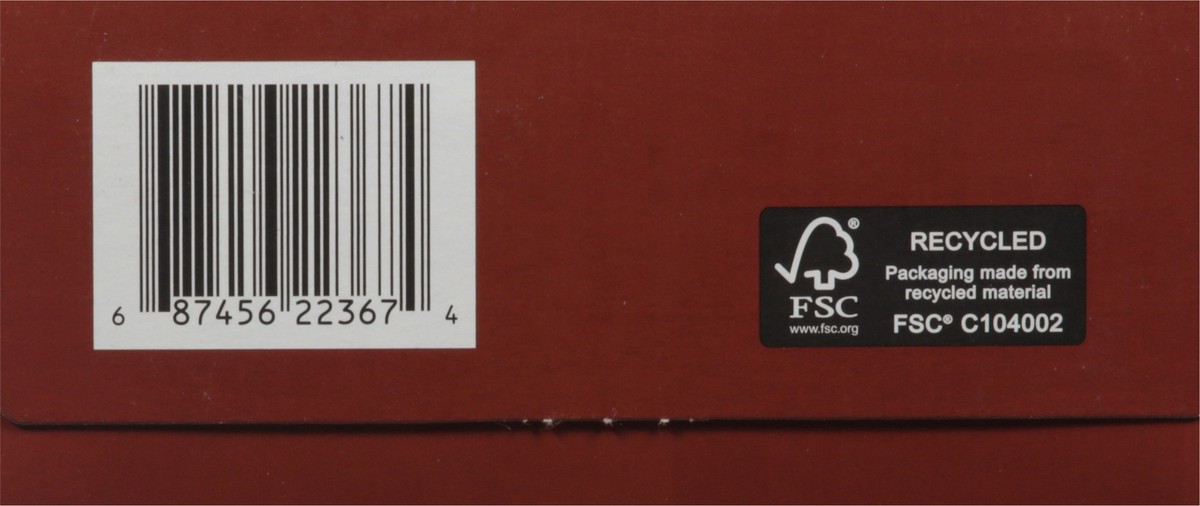 6 87456 22367 4
®
RECYCLED
Packaging made from
recycled material
FSC
www.fsc.org
FSC® C104002